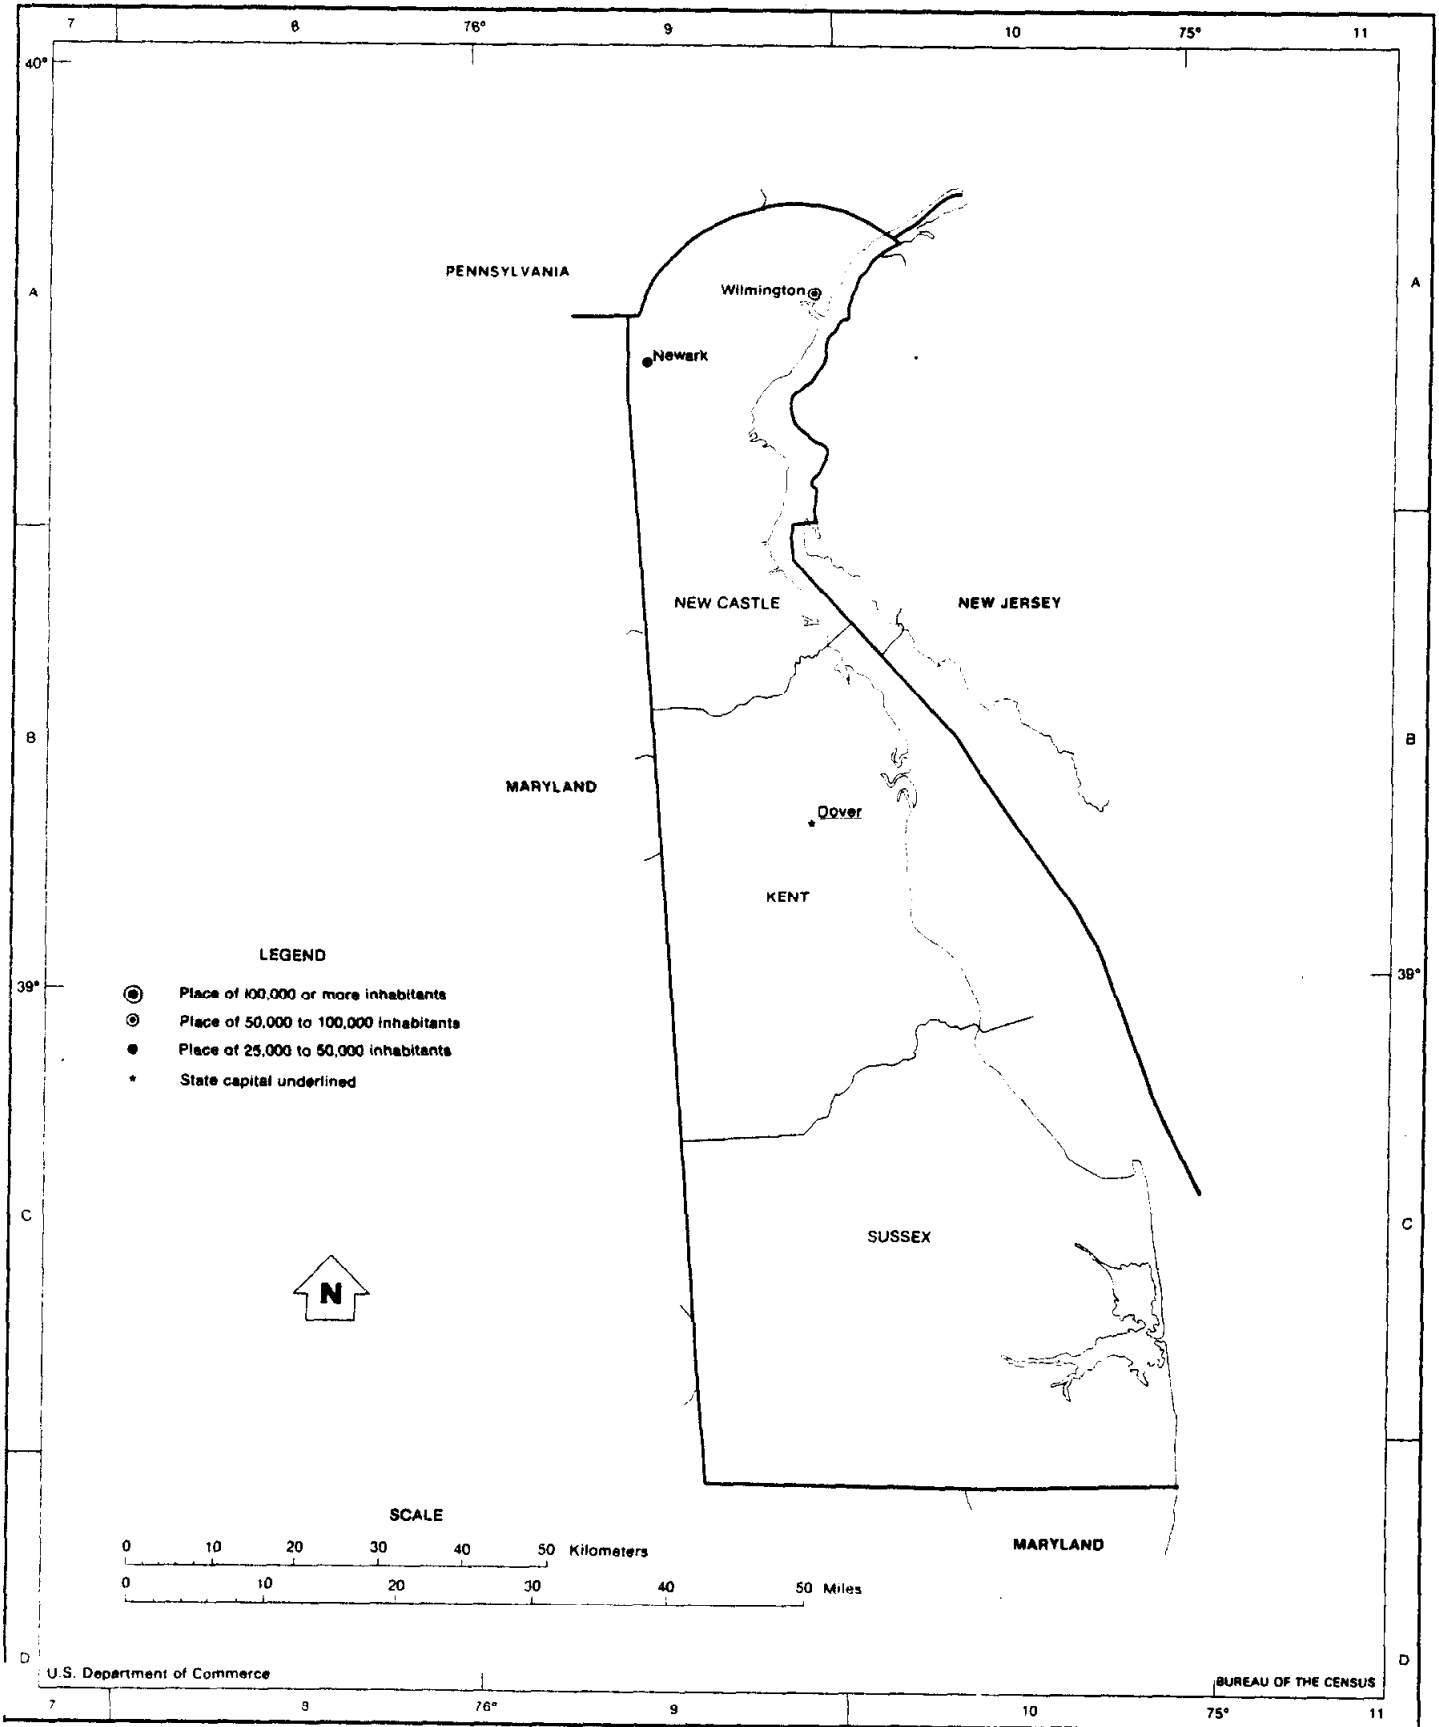 7 8 76° 9 10 75° 11
40°
PENNSYLVANIA
A Wilmington A
Newark
NEW CASTLE NEW JERSEY
B B
MARYLAND
Dover
KENT
LEGEND
39° Place of 100,000 or more inhabitants 39°
Place of 50,000 to 100,000 inhabitants
Place of 25,000 to 50,000 inhabitants
* State capital underlined
C C
SUSSEX
N
SCALE
MARYLAND
0 10 20 30 40 50 Kilometers
0 10 20 30 40 50 Miles
D D
U.S. Department of Commerce BUREAU OF THE CENSUS
7 8 76° 9 10 75° 11